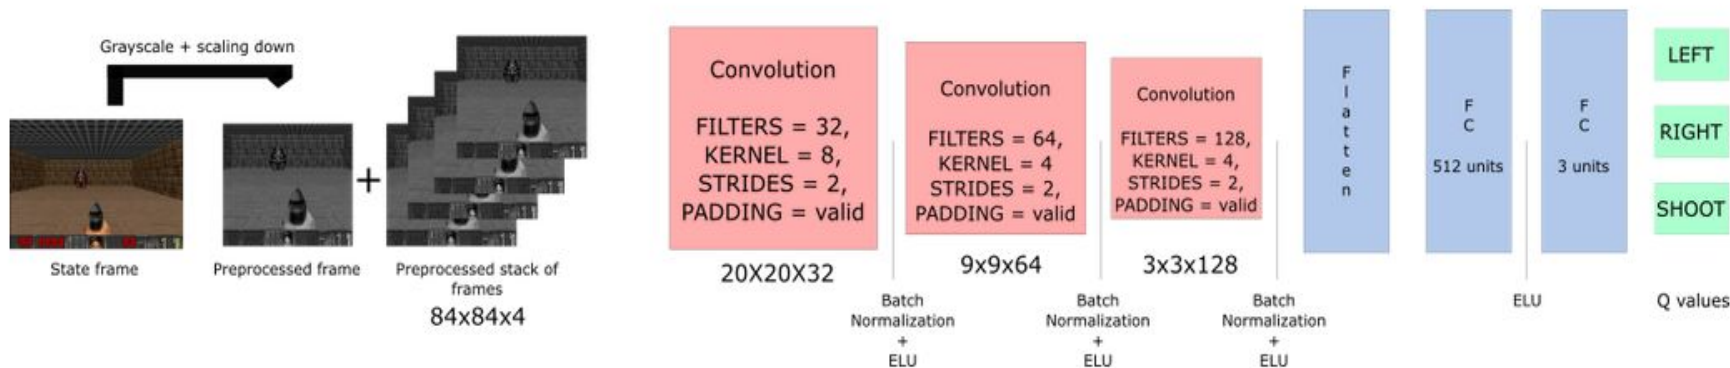 Grayscale + scaling down
State frame
Preprocessed frame
+
Preprocessed stack of
frames
84x84x4
Convolution
FILTERS = 32,
KERNEL = 8,
STRIDES = 2,
PADDING = valid
20X20X32
Batch
Normalization
+
ELU
Convolution
FILTERS = 64,
KERNEL = 4
STRIDES = 2,
PADDING = valid
9x9x64
Batch
Normalization
+
ELU
Convolution
FILTERS = 128,
KERNEL = 4,
STRIDES = 2,
PADDING = valid
3x3x128
Batch
Normalization
+
ELU
Flatten
FC
512 units
ELU
FC
3 units
LEFT
RIGHT
SHOOT
Q values